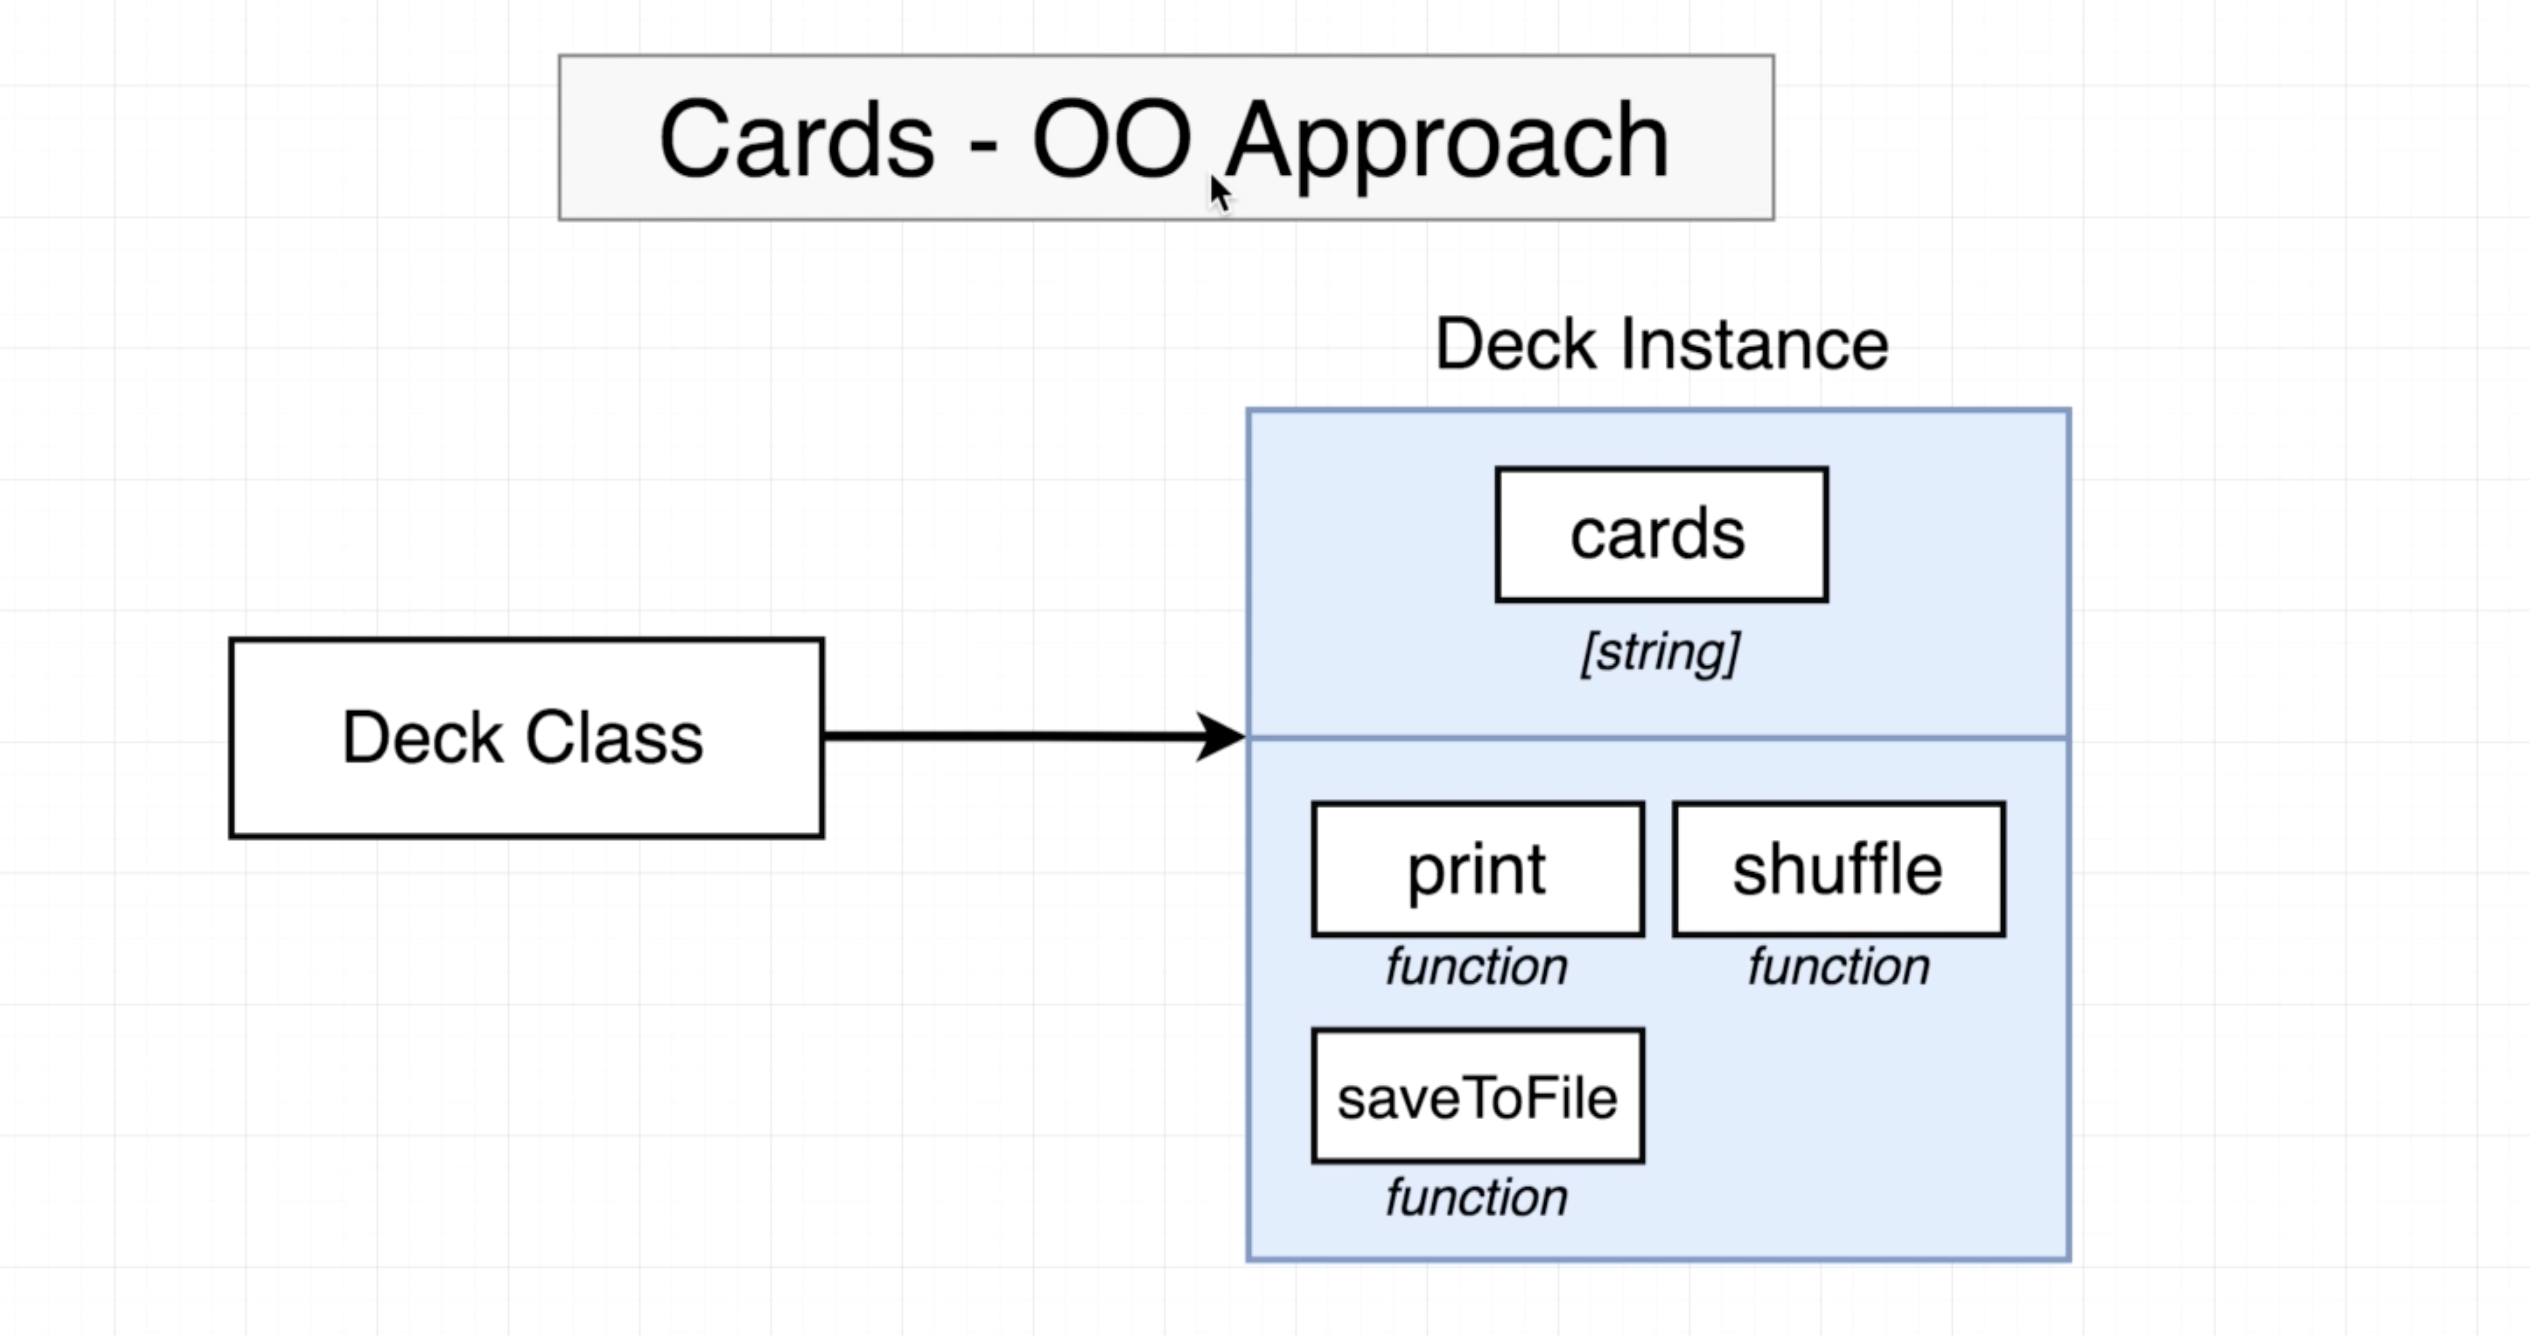 Cards - OO Approach
Deck Instance
cards
[string]
Deck Class
print
shuffle
function
function
saveToFile
function